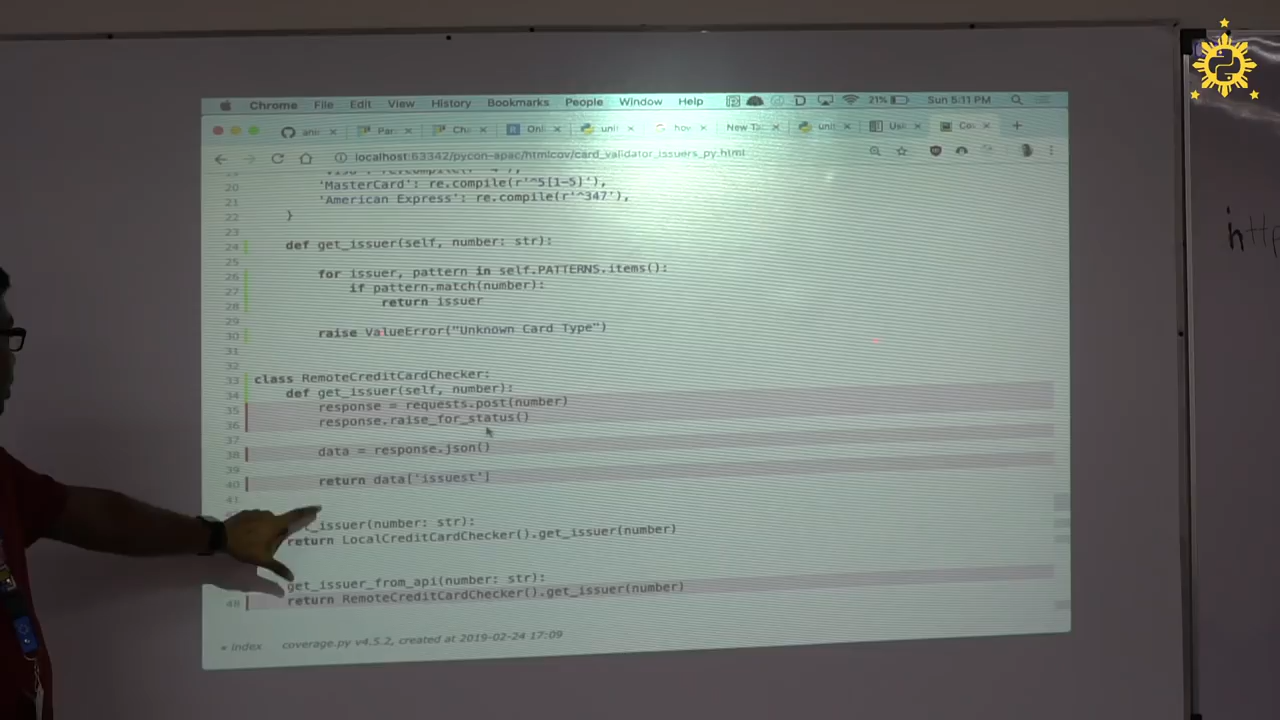 Chrome File Edit View History Bookmarks People Window Help 21% Sun 5:11 PM
localhost:63342/pycon-apac/htmlcov/card_validator_issuers_py.html
20 'MasterCard': re.compile(r'^5[1-5]'),
21 'American Express': re.compile(r'^347'),
22 }
23
24 def get_issuer(self, number: str):
25
26 for issuer, pattern in self.PATTERNS.items():
27 if pattern.match(number):
28 return issuer
29
30 raise ValueError("Unknown Card Type")
31
32
33 class RemoteCreditCardChecker:
34 def get_issuer(self, number):
35 response = requests.post(number)
36 response.raise_for_status()
37
38 data = response.json()
39
40 return data['issuest']
41
_issuer(number: str):
return LocalCreditCardChecker().get_issuer(number)
get_issuer_from_api(number: str):
48 return RemoteCreditCardChecker().get_issuer(number)
« index coverage.py v4.5.2, created at 2019-02-24 17:09